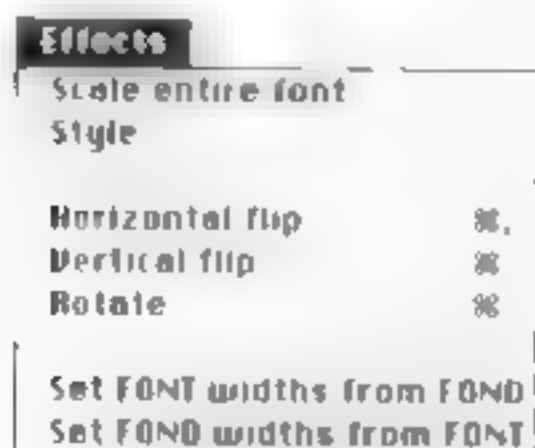 Effects
Scale entire font
Style
Horizontal flip ⌘,
Vertical flip ⌘
Rotate ⌘
Set FONT widths from FOND
Set FOND widths from FONT